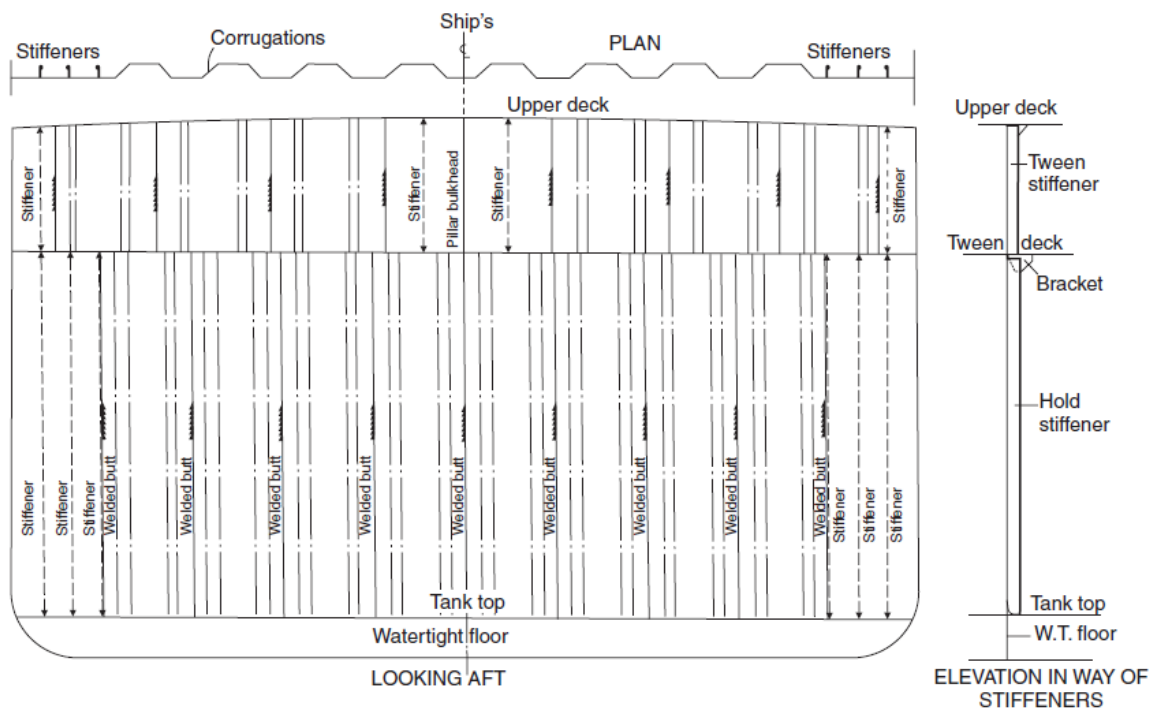 Ship's
Stiffeners
Corrugations
℄
PLAN
Stiffeners
Upper deck
Stiffener
Stiffener
Pillar bulkhead
Stiffener
Stiffener
Stiffener
Stiffener
Stiffener
Welded butt
Welded butt
Welded butt
Welded butt
Welded butt
Welded butt
Welded butt
Welded butt
Welded butt
Stiffener
Stiffener
Stiffener
Tank top
Watertight floor
LOOKING AFT
Upper deck
Tween
stiffener
Tween deck
Bracket
Hold
stiffener
Tank top
W.T. floor
ELEVATION IN WAY OF
STIFFENERS